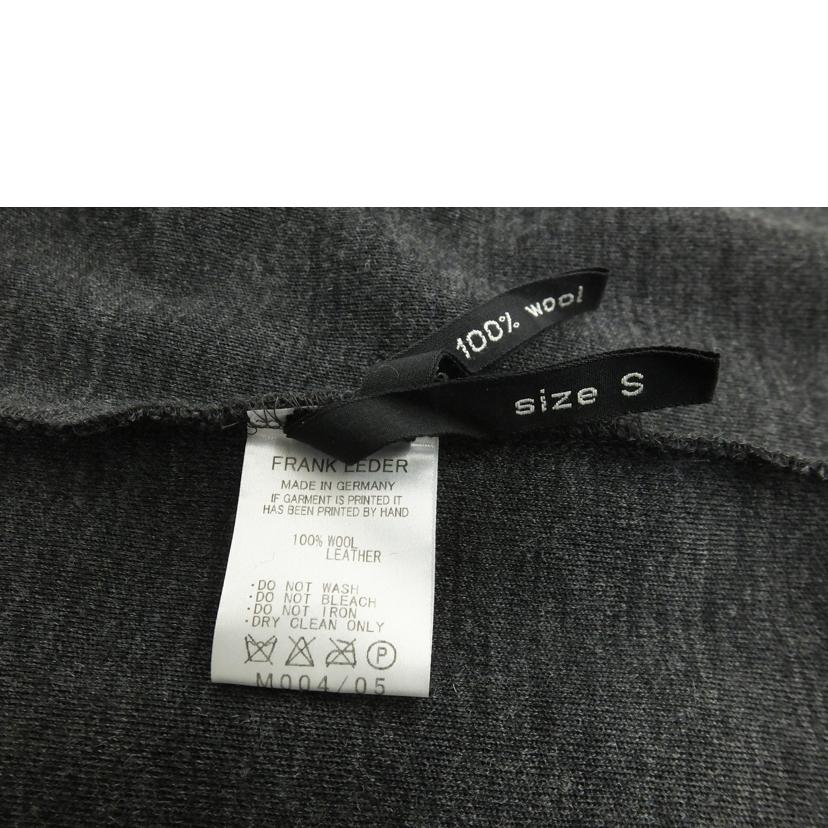 100% wool
size S
FRANK LEDER
MADE IN GERMANY
IF GARMENT IS PRINTED IT
HAS BEEN PRINTED BY HAND
100% WOOL
LEATHER
·DO NOT WASH
·DO NOT BLEACH
·DO NOT IRON
·DRY CLEAN ONLY
P
M004/05